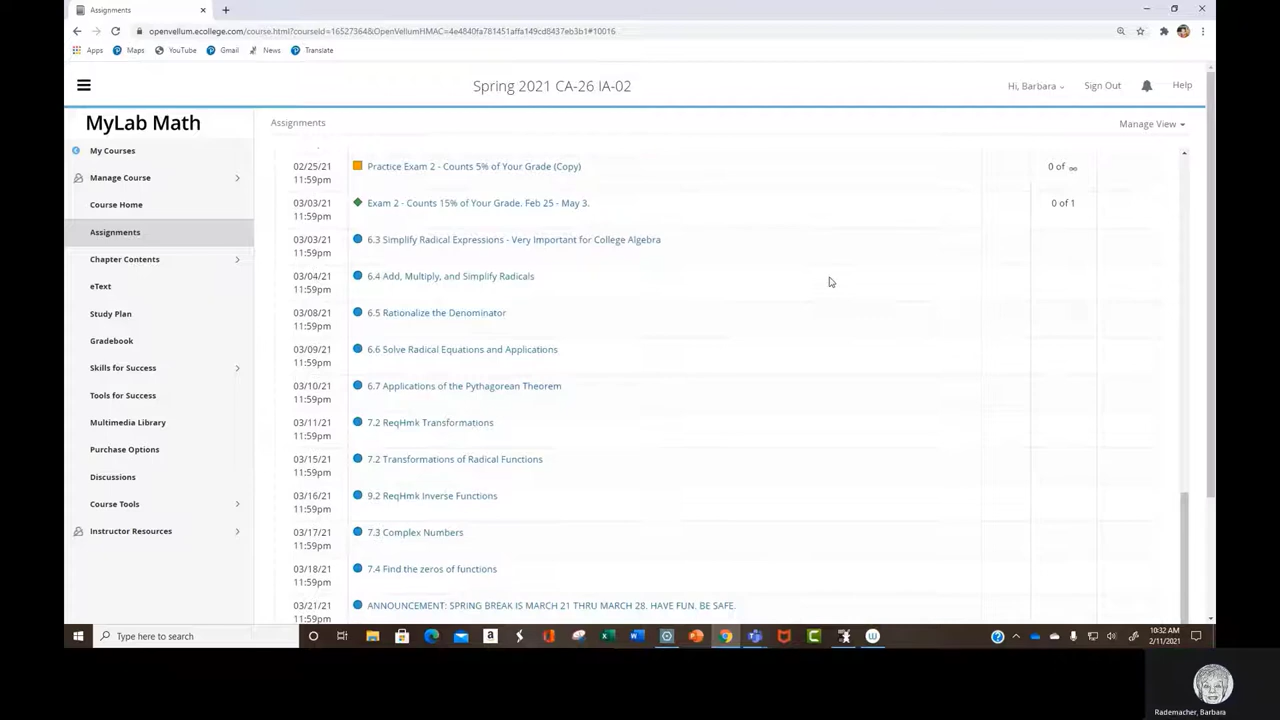 Assignments
openvellum.ecollege.com/course.html?courseId=16527364&OpenVellumHMAC=4e4840fa781451affa149cd8437eb3b1#10016
Apps Maps YouTube Gmail News Translate
Spring 2021 CA-26 IA-02
Hi, Barbara Sign Out Help
MyLab Math
My Courses
Manage Course
Course Home
Assignments
Chapter Contents
eText
Study Plan
Gradebook
Skills for Success
Tools for Success
Multimedia Library
Purchase Options
Discussions
Course Tools
Instructor Resources
Assignments
Manage View
02/25/21 Practice Exam 2 - Counts 5% of Your Grade (Copy) 0 of ∞
11:59pm
03/03/21 Exam 2 - Counts 15% of Your Grade. Feb 25 - May 3. 0 of 1
11:59pm
03/03/21 6.3 Simplify Radical Expressions - Very Important for College Algebra
11:59pm
03/04/21 6.4 Add, Multiply, and Simplify Radicals
11:59pm
03/08/21 6.5 Rationalize the Denominator
11:59pm
03/09/21 6.6 Solve Radical Equations and Applications
11:59pm
03/10/21 6.7 Applications of the Pythagorean Theorem
11:59pm
03/11/21 7.2 ReqHmk Transformations
11:59pm
03/15/21 7.2 Transformations of Radical Functions
11:59pm
03/16/21 9.2 ReqHmk Inverse Functions
11:59pm
03/17/21 7.3 Complex Numbers
11:59pm
03/18/21 7.4 Find the zeros of functions
11:59pm
03/21/21 ANNOUNCEMENT: SPRING BREAK IS MARCH 21 THRU MARCH 28. HAVE FUN. BE SAFE.
11:59pm
Type here to search
10:32 AM
2/11/2021
Rademacher, Barbara